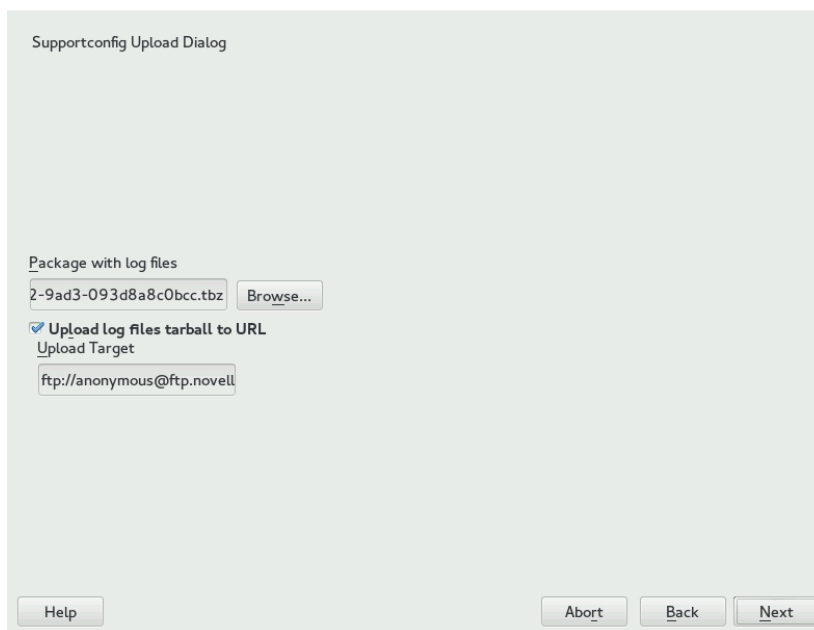 Supportconfig Upload Dialog
Package with log files
2-9ad3-093d8a8c0bcc.tbz Browse...
Upload log files tarball to URL
Upload Target
ftp://anonymous@ftp.novell
Help Abort Back Next